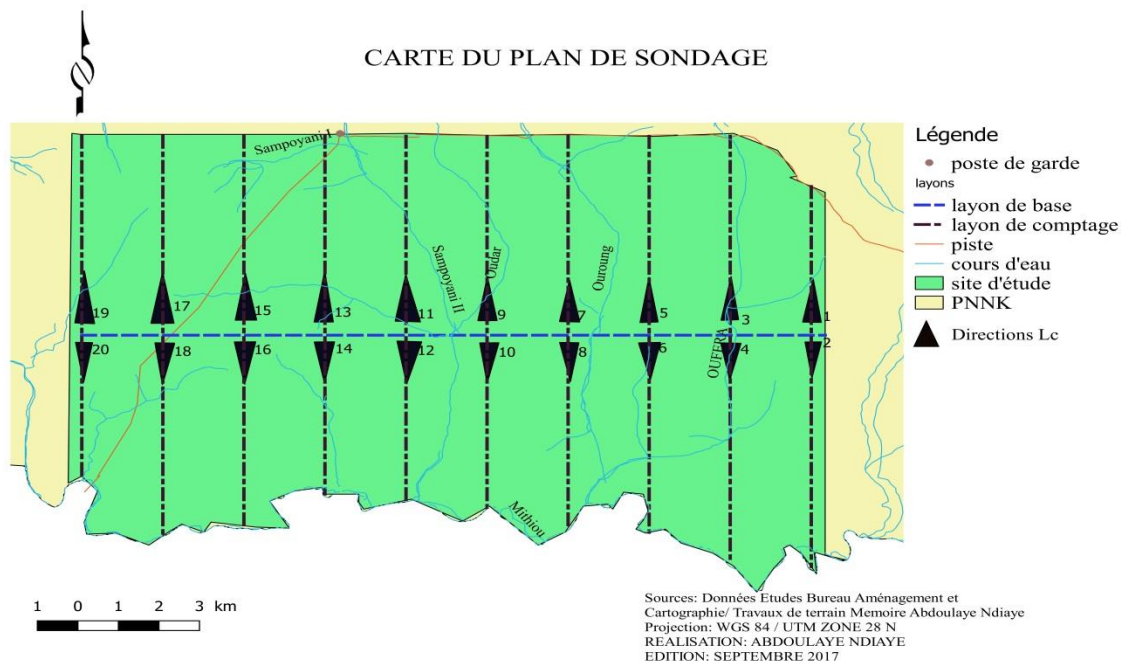 CARTE DU PLAN DE SONDAGE
Légende
poste de garde
layons
layon de base
layon de comptage
piste
cours d'eau
site d'étude
PNNK
Directions Lc
Sampoyani I
Sampoyani II
Oudar
Ouroung
OUFFRA
Mithiou
19 17 15 13 11 9 7 5 3 1
20 18 16 14 12 10 8 6 4 2
1 0 1 2 3 km
Sources: Données Etudes Bureau Aménagement et
Cartographie/ Travaux de terrain Memoire Abdoulaye Ndiaye
Projection: WGS 84 / UTM ZONE 28 N
REALISATION: ABDOULAYE NDIAYE
EDITION: SEPTEMBRE 2017